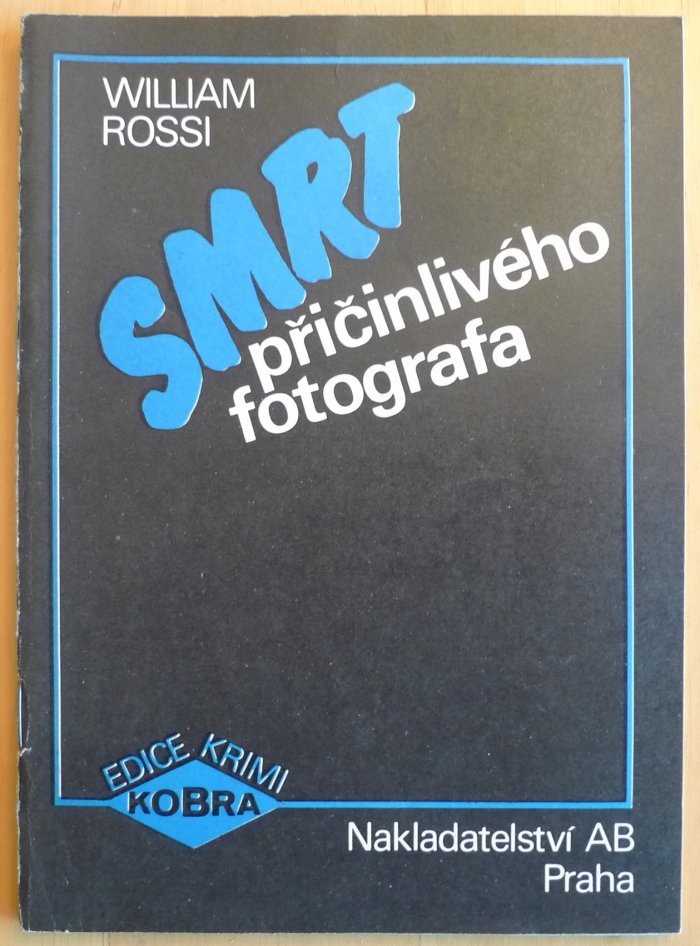 WILLIAM
ROSSI
SMRT
přičinlivého
fotografa
EDICE KRIMI
KOBRA
Nakladatelství AB
Praha